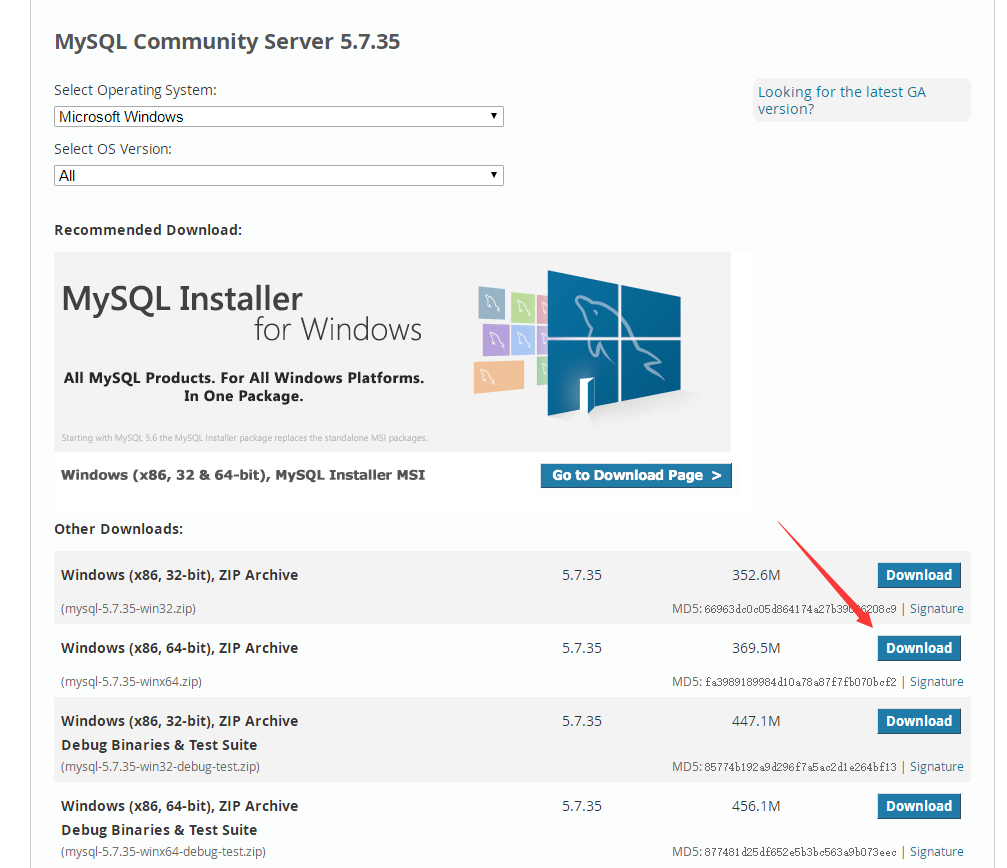 MySQL Community Server 5.7.35
Select Operating System:
Looking for the latest GA
version?
Microsoft Windows
Select OS Version:
All
Recommended Download:
MySQL Installer
for Windows
All MySQL Products. For All Windows Platforms.
In One Package.
Starting with MySQL 5.6 the MySQL Installer package replaces the standalone MSI packages.
Windows (x86, 32 & 64-bit), MySQL Installer MSI Go to Download Page >
Other Downloads:
Windows (x86, 32-bit), ZIP Archive 5.7.35 352.6M Download
(mysql-5.7.35-win32.zip) MD5: | Signature
Windows (x86, 64-bit), ZIP Archive 5.7.35 369.5M Download
(mysql-5.7.35-winx64.zip) MD5: fa3989189984d10a78a87f7fb070bcf2 | Signature
Windows (x86, 32-bit), ZIP Archive 5.7.35 447.1M Download
Debug Binaries & Test Suite
(mysql-5.7.35-win32-debug-test.zip) MD5: 85774b192a9d296f7a5ac2d1e264bf13 | Signature
Windows (x86, 64-bit), ZIP Archive 5.7.35 456.1M Download
Debug Binaries & Test Suite
(mysql-5.7.35-winx64-debug-test.zip) MD5: 877481d25df652e5b3bc563a9b073eec | Signature